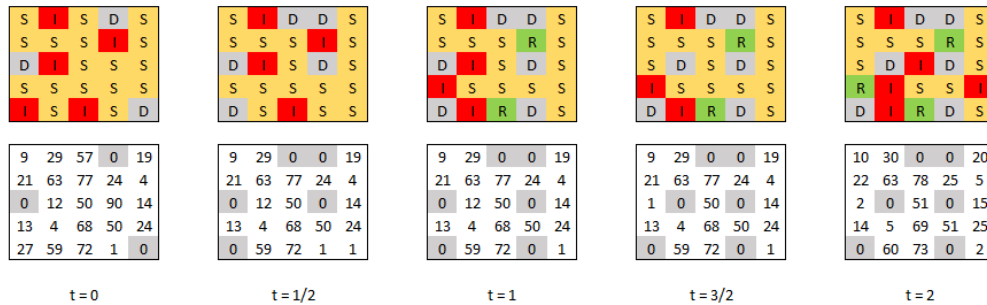 S I S D S S I D D S S I D D S S I D D S S I D D S
S S S I S S S S I S S S S R S S S S R S S S S R S
D I S S S D I S D S D I S D S S D S D S S D I D S
S S S S S S S S S S I S S S S I S S S S R I S S I
I S I S D D S I S S D I R D S D I R D S D I R D S
9 29 57 0 19 9 29 0 0 19 9 29 0 0 19 9 29 0 0 19 10 30 0 0 20
21 63 77 24 4 21 63 77 24 4 21 63 77 24 4 21 63 77 24 4 22 63 78 25 5
0 12 50 90 14 0 12 50 0 14 0 12 50 0 14 1 0 50 0 14 2 0 51 0 15
13 4 68 50 24 13 4 68 50 24 13 4 68 50 24 13 4 68 50 24 14 5 69 51 25
27 59 72 1 0 0 59 72 1 1 0 59 72 0 1 0 59 72 0 1 0 60 73 0 2
t = 0 t = 1/2 t = 1 t = 3/2 t = 2